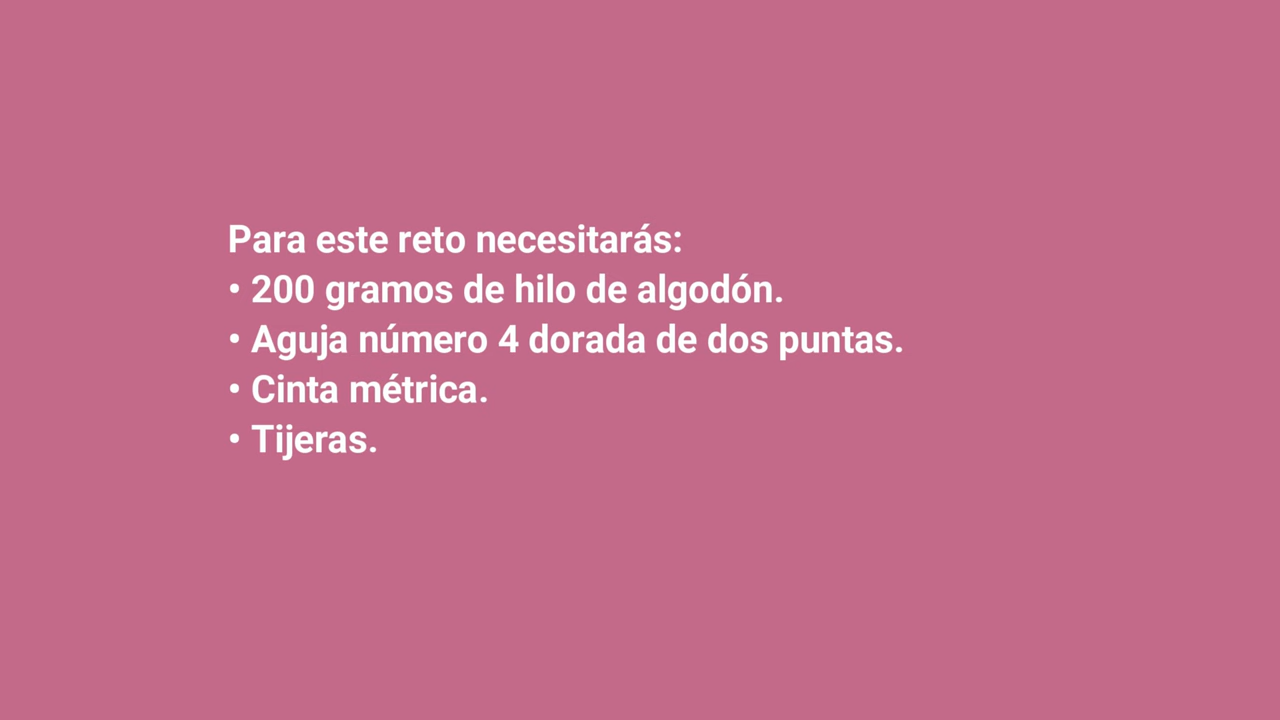 Para este reto necesitarás:
• 200 gramos de hilo de algodón.
• Aguja número 4 dorada de dos puntas.
• Cinta métrica.
• Tijeras.